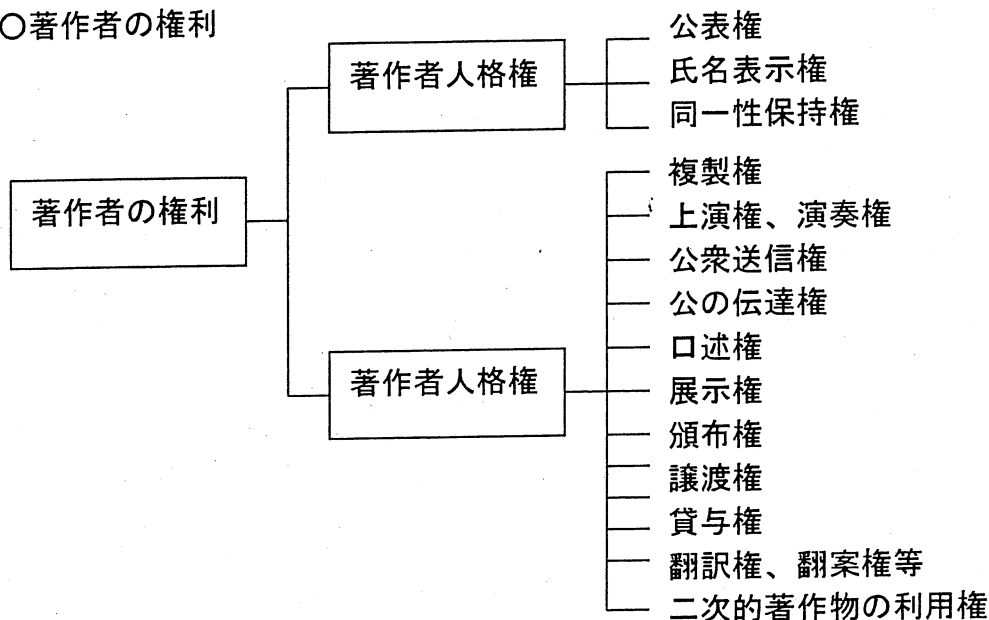 〇著作者の権利
著作者の権利
著作者人格権
公表権
氏名表示権
同一性保持権
著作者人格権
複製権
上演権、演奏権
公衆送信権
公の伝達権
口述権
展示権
頒布権
譲渡権
貸与権
翻訳権、翻案権等
二次的著作物の利用権